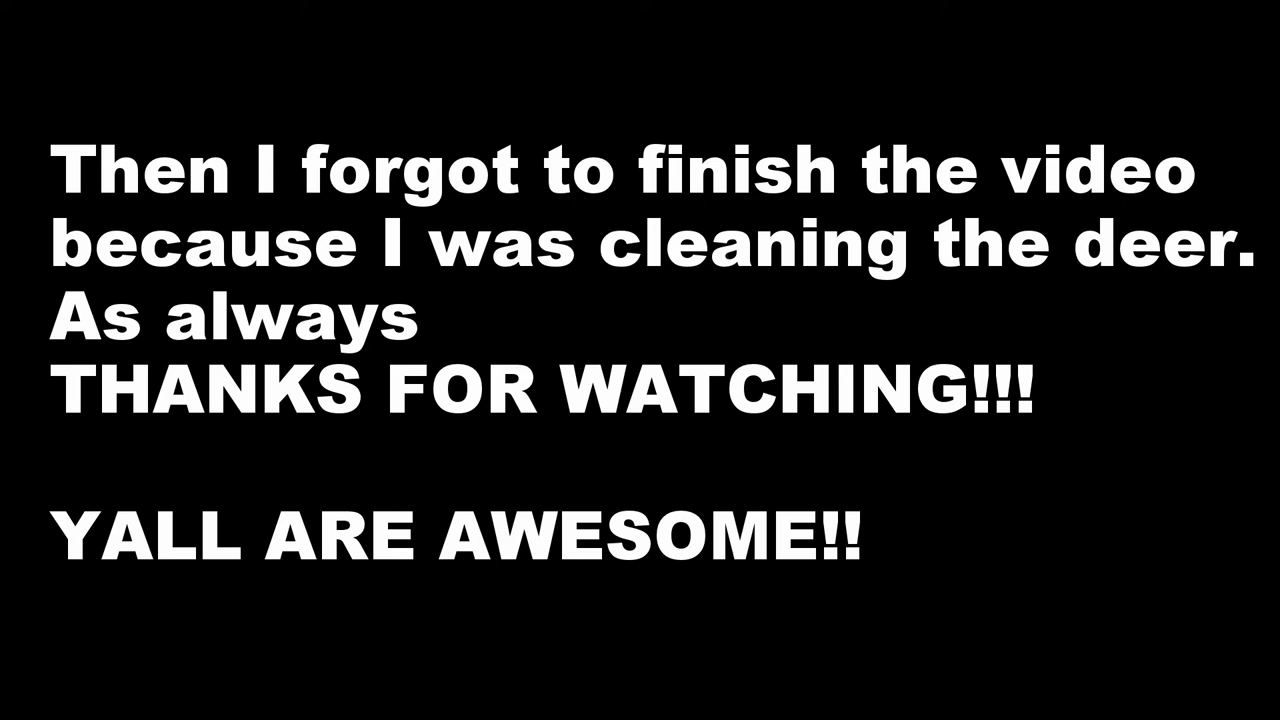 Then I forgot to finish the video
because I was cleaning the deer.
As always
THANKS FOR WATCHING!!!
YALL ARE AWESOME!!